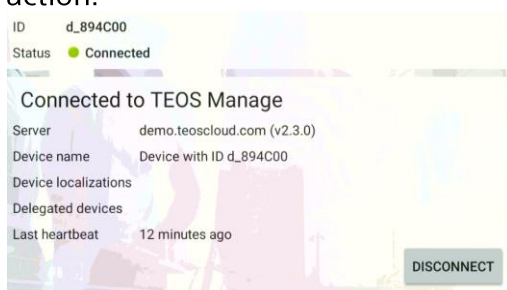 action.
ID d_894C00
Status Connected
Connected to TEOS Manage
Server demo.teoscloud.com (v2.3.0)
Device name Device with ID d_894C00
Device localizations
Delegated devices
Last heartbeat 12 minutes ago
DISCONNECT